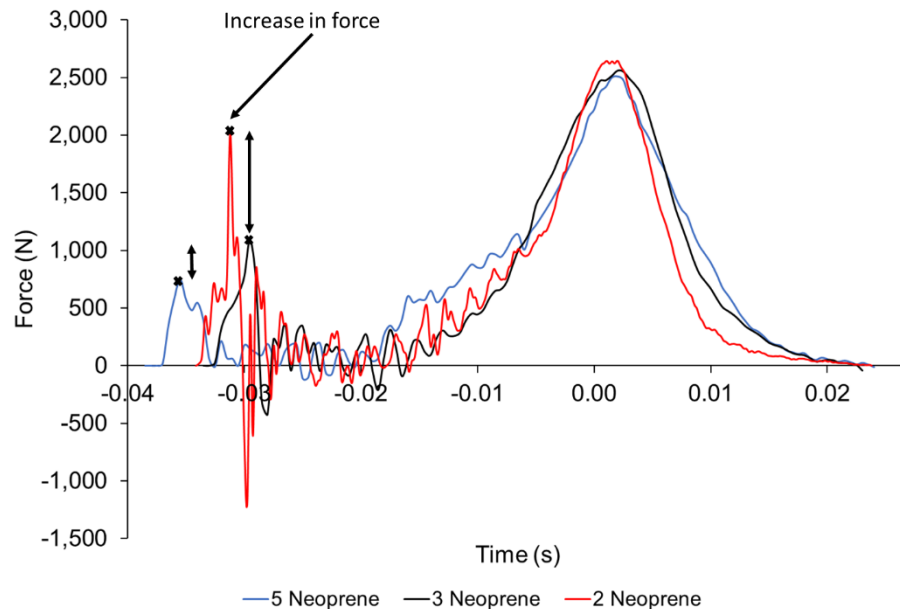 Increase in force
3,000
2,500
2,000
1,500
1,000
500
0
-500
-1,000
-1,500
Force (N)
-0.04 -0.03 -0.02 -0.01 0.00 0.01 0.02
Time (s)
5 Neoprene 3 Neoprene 2 Neoprene